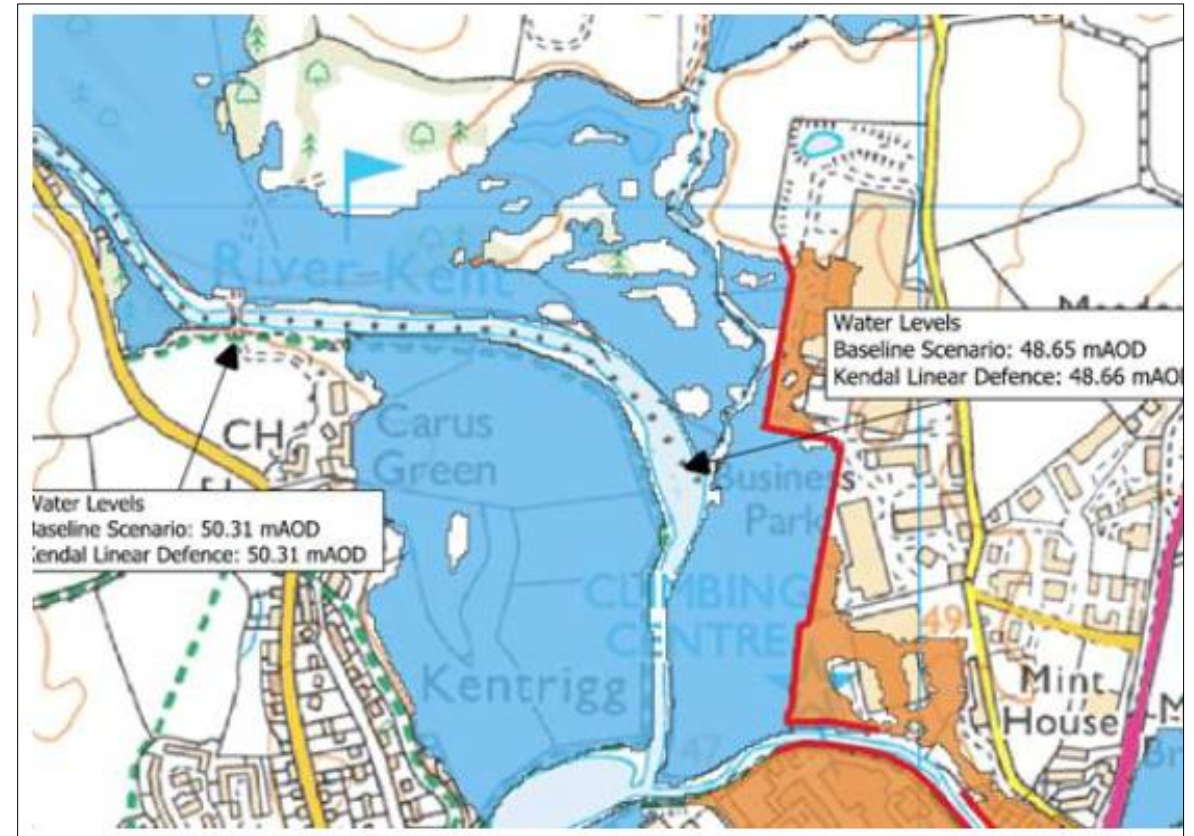 River Kent
Water Levels
Baseline Scenario: 48.65 mAOD
Kendal Linear Defence: 48.66 mAO
CH
Carus
Green
Business
Park
Water Levels
Baseline Scenario: 50.31 mAOD
Kendal Linear Defence: 50.31 mAOD
CLIMBING
CENTRE
49
Kentrigg
Mint
House
47